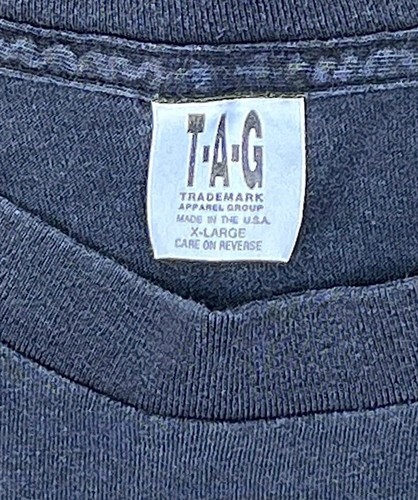 T-A-G
TRADEMARK
APPAREL GROUP
MADE IN THE U.S.A.
X-LARGE
CARE ON REVERSE